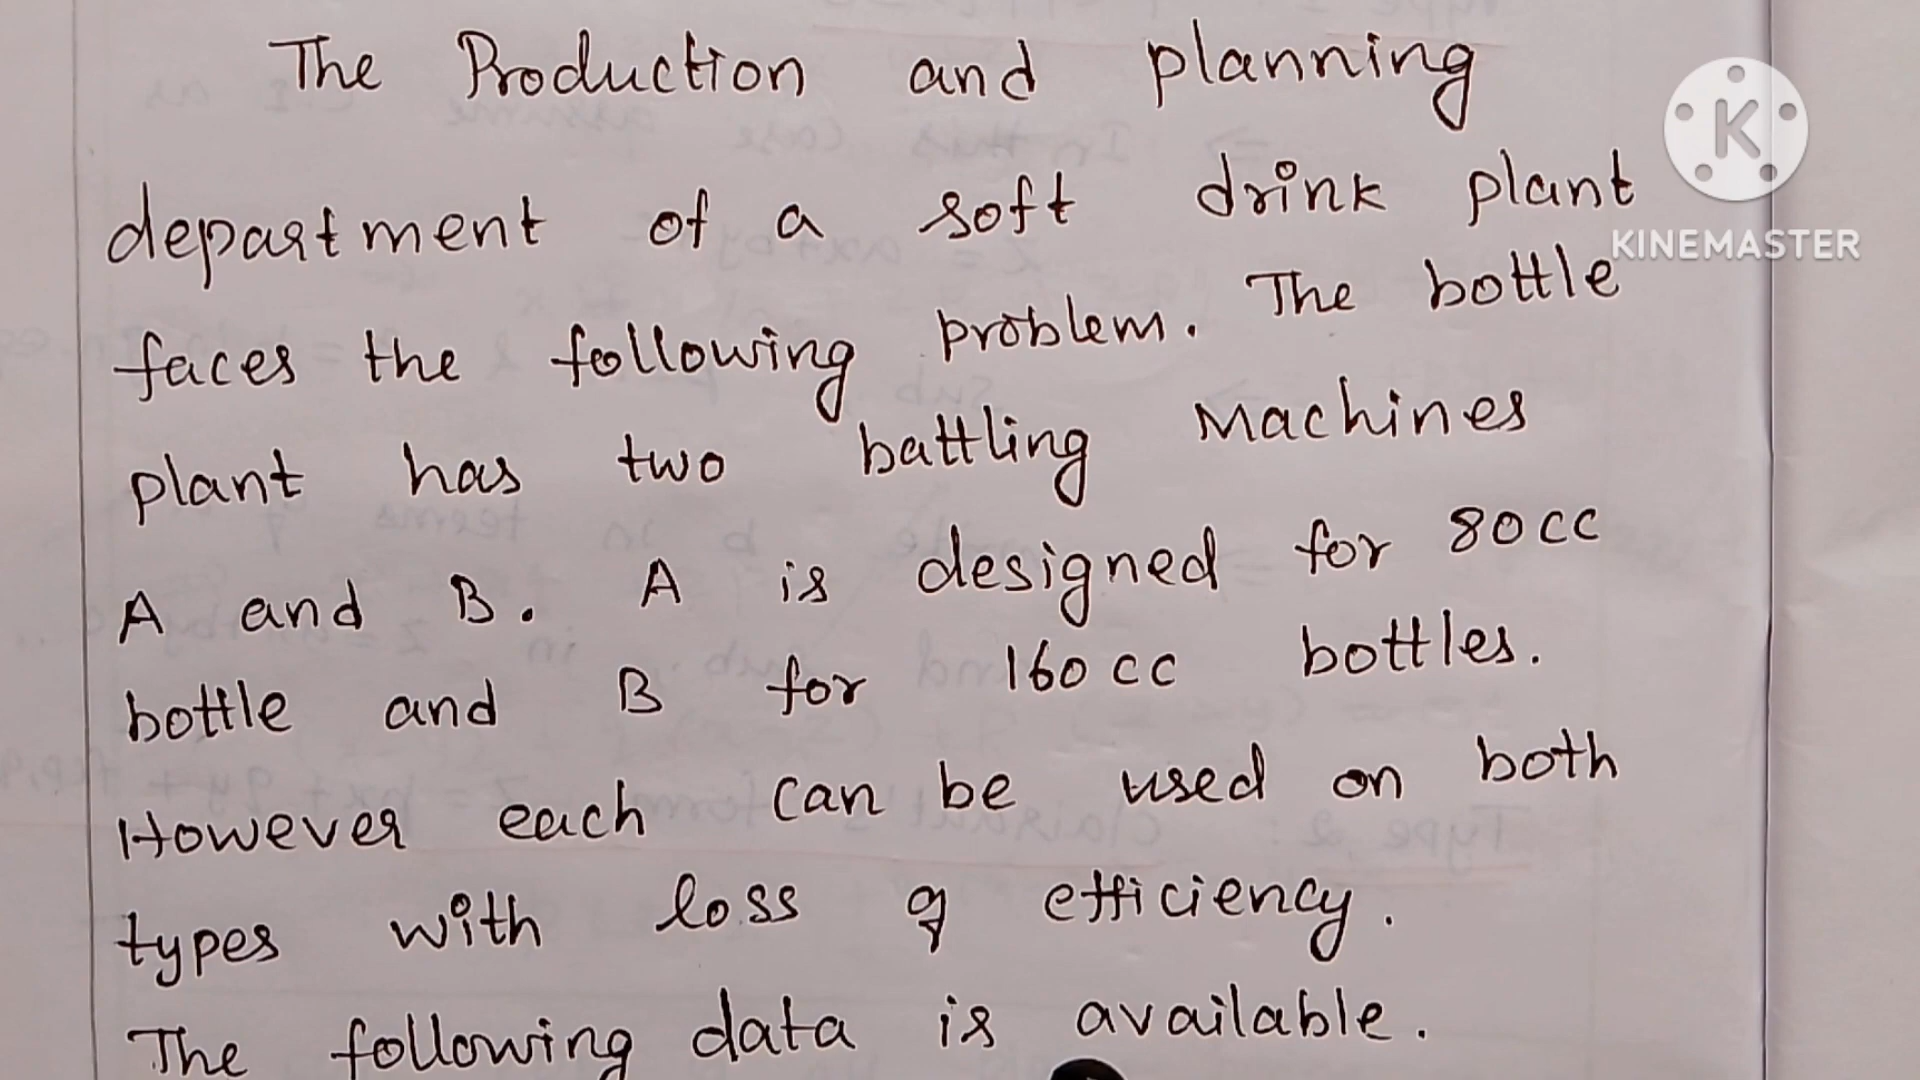 The Production and planning
department of a soft drink plant
faces the following problem. The bottle
plant has two battling Machines
A and B. A is designed for 80cc
bottle and B for 160 cc bottles.
However each can be used on both
types with loss of efficiency.
The following data is available.
K
KINEMASTER